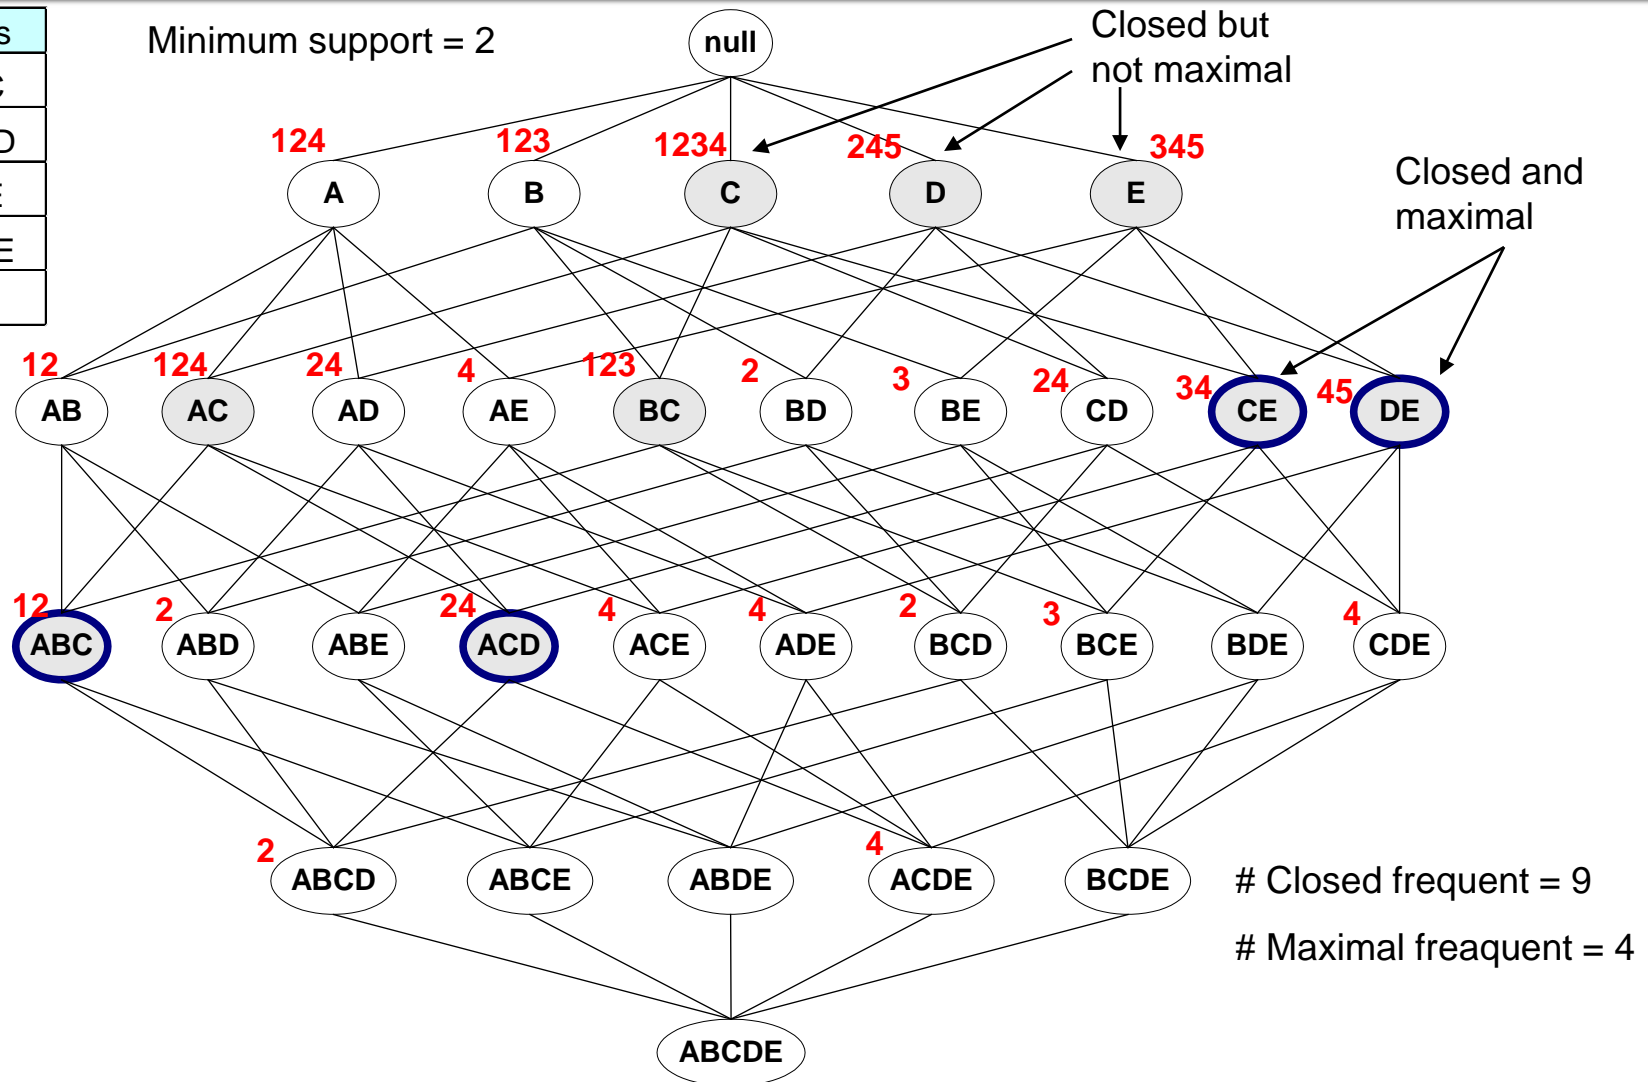 s
Minimum support = 2
null
Closed but
not maximal
C
D
E
E
124
123
1234
245
345
A
B
C
D
E
Closed and
maximal
12
124
24
4
123
2
3
24
34
45
AB
AC
AD
AE
BC
BD
BE
CD
CE
DE
12
2
24
4
4
2
3
4
ABC
ABD
ABE
ACD
ACE
ADE
BCD
BCE
BDE
CDE
2
4
ABCD
ABCE
ABDE
ACDE
BCDE
# Closed frequent = 9
# Maximal freaquent = 4
ABCDE